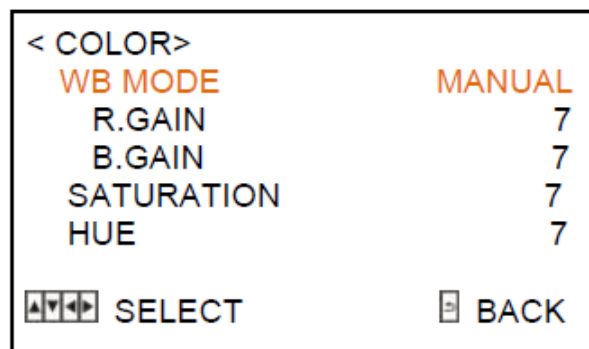 < COLOR>
WB MODE MANUAL
R.GAIN 7
B.GAIN 7
SATURATION 7
HUE 7
▲▼◀▶ SELECT BACK